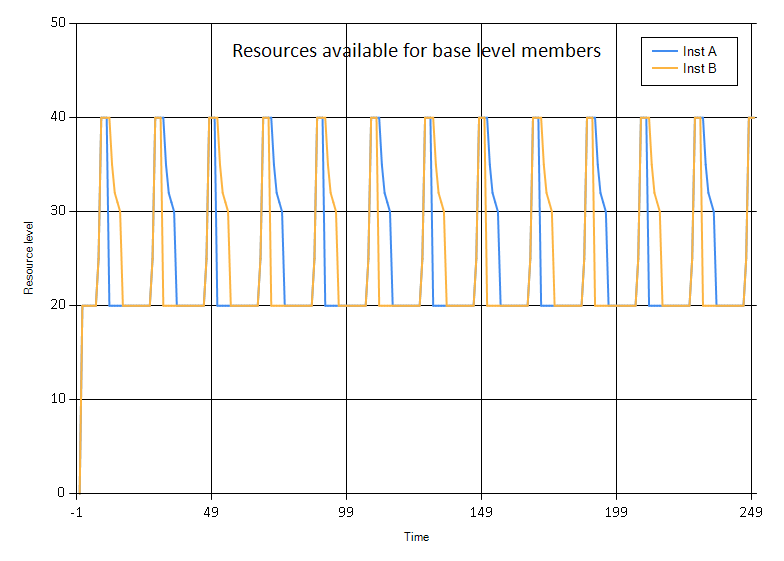 Resources available for base level members
Inst A
Inst B
50
40
30
20
10
0
Resource level
-1
49
99
149
199
249
Time